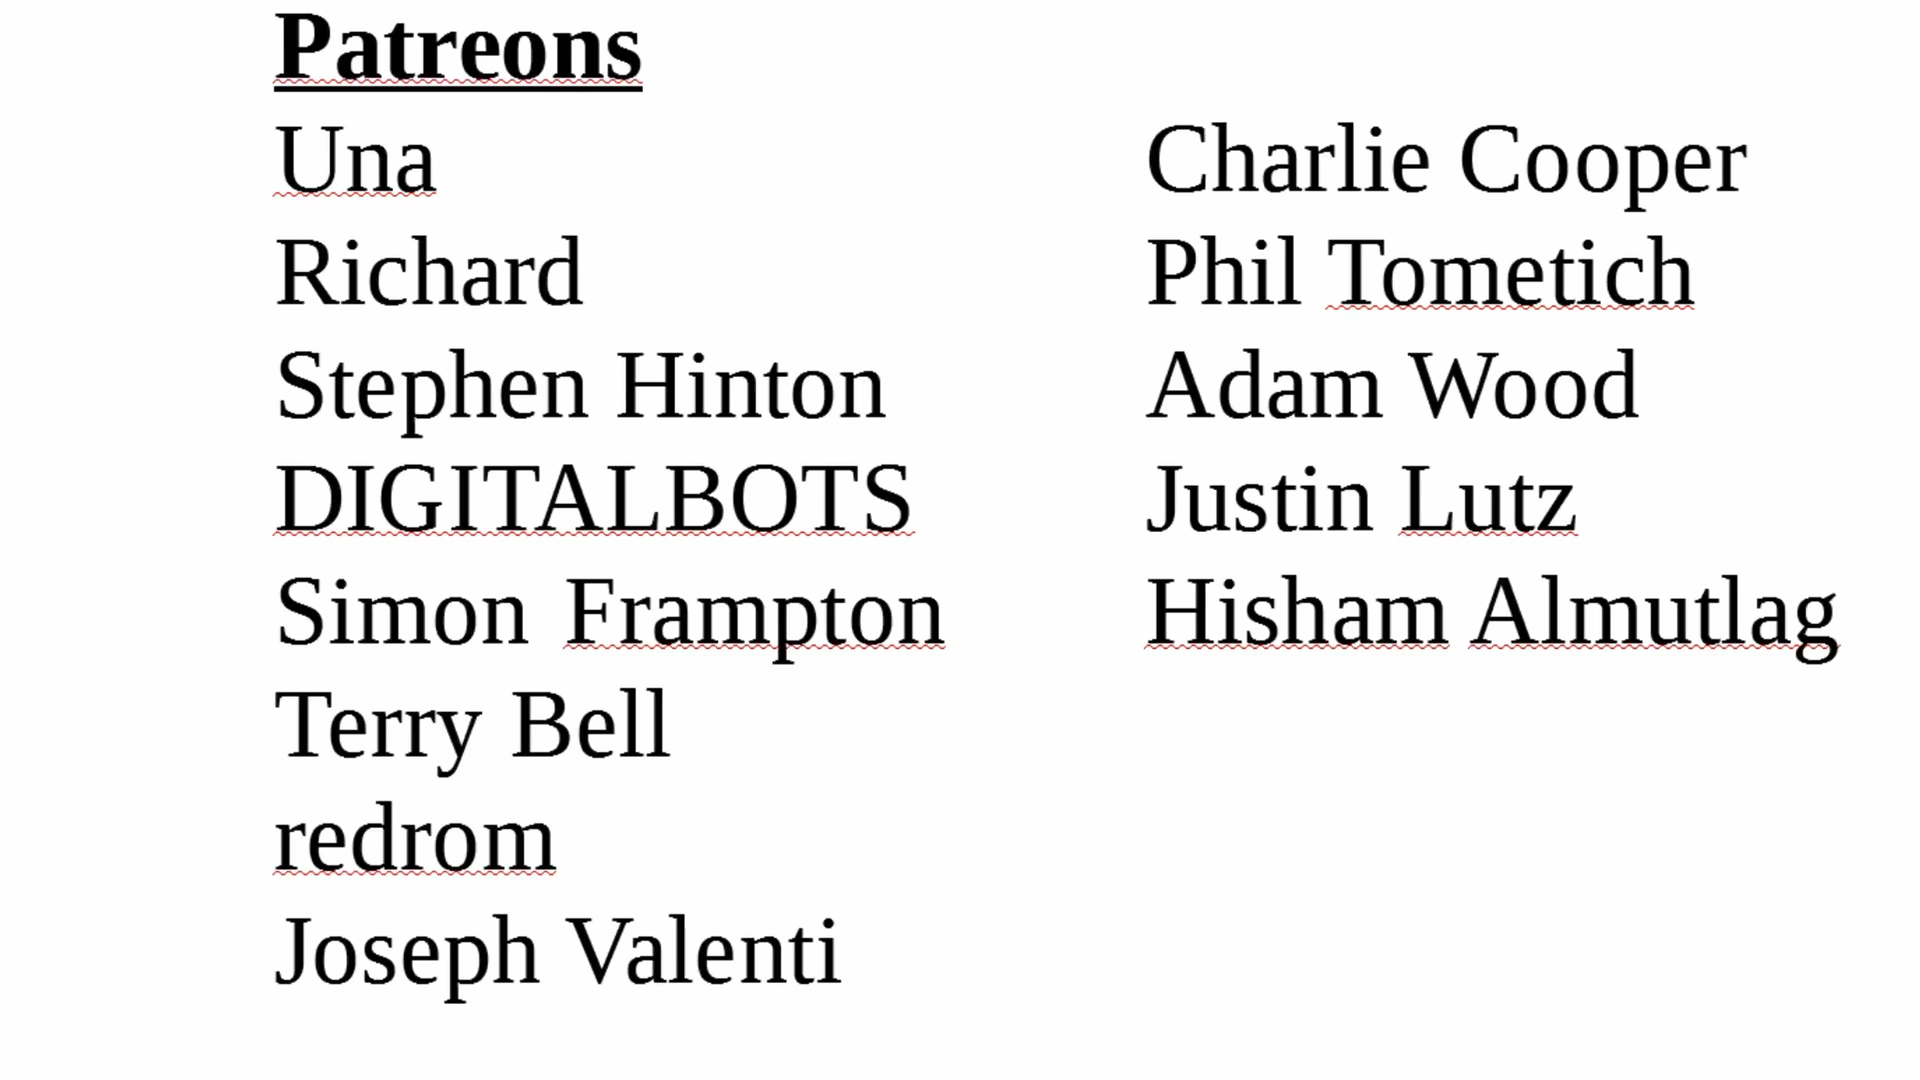 Patreons
Una
Richard
Stephen Hinton
DIGITALBOTS
Simon Frampton
Terry Bell
redrom
Joseph Valenti
Charlie Cooper
Phil Tometich
Adam Wood
Justin Lutz
Hisham Almutlag